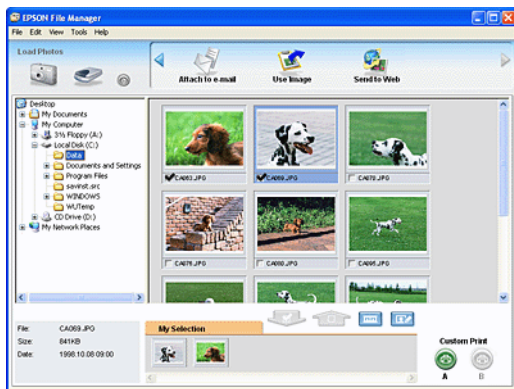 EPSON File Manager
File Edit View Tools Help
Load Photos
Attach to e-mail
Use Image
Send to Web
Desktop
My Documents
My Computer
3½ Floppy (A:)
Local Disk (C:)
Data
Documents and Settings
Program Files
savinst.src
WINDOWS
WUTemp
CD Drive (D:)
My Network Places
CA063.JPG
CA069.JPG
CA072.JPG
CA076.JPG
CA080.JPG
CA095.JPG
File: CA069.JPG
Size: 841KB
Date: 1998.10.08 09:00
My Selection
Custom Print
A
B